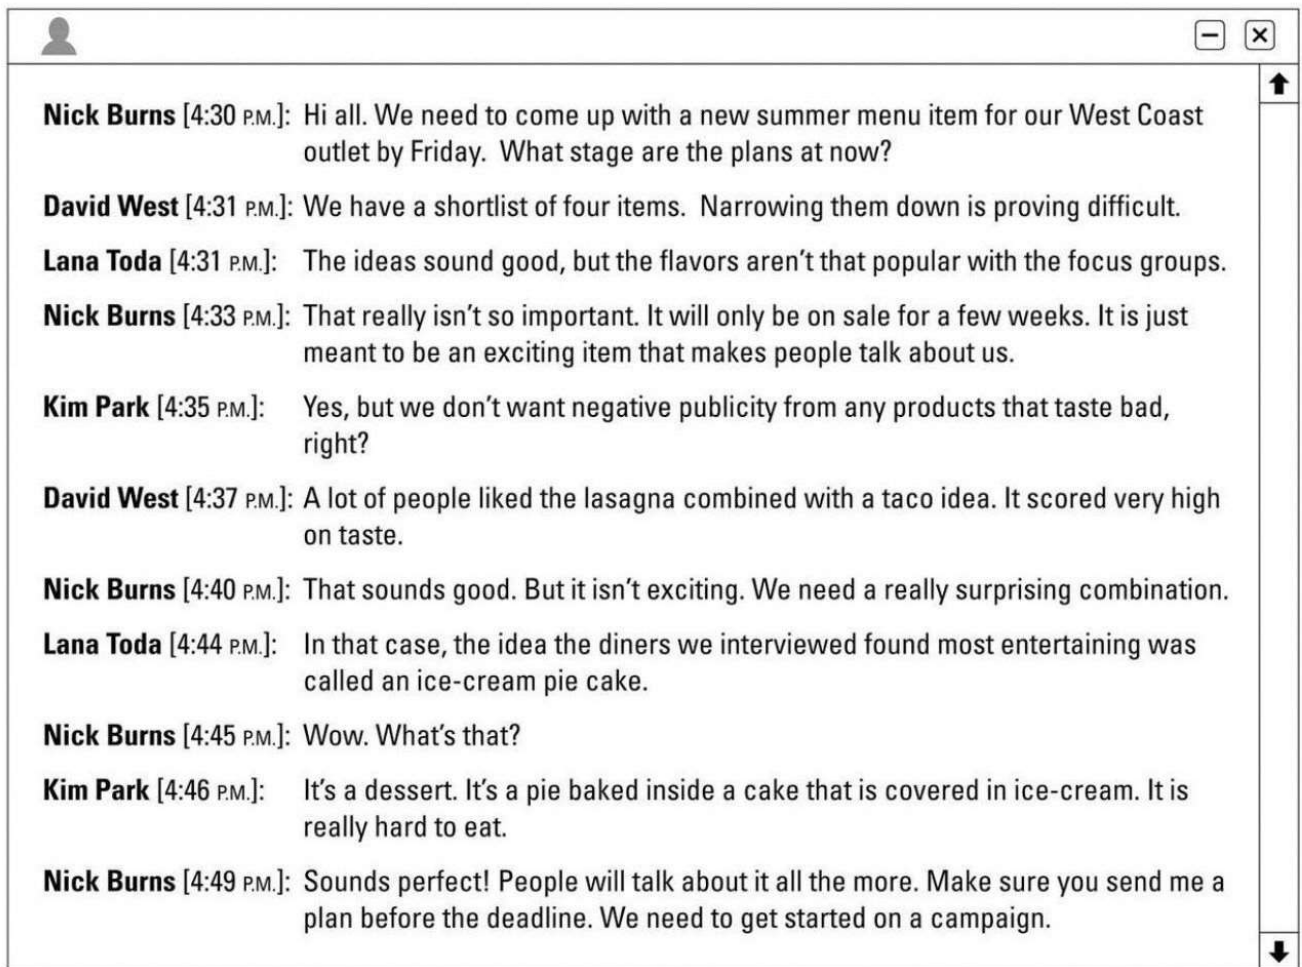 Nick Burns [4:30 P.M.]: Hi all. We need to come up with a new summer menu item for our West Coast
outlet by Friday. What stage are the plans at now?
David West [4:31 P.M.]: We have a shortlist of four items. Narrowing them down is proving difficult.
Lana Toda [4:31 P.M.]: The ideas sound good, but the flavors aren't that popular with the focus groups.
Nick Burns [4:33 P.M.]: That really isn't so important. It will only be on sale for a few weeks. It is just
meant to be an exciting item that makes people talk about us.
Kim Park [4:35 P.M.]: Yes, but we don't want negative publicity from any products that taste bad,
right?
David West [4:37 P.M.]: A lot of people liked the lasagna combined with a taco idea. It scored very high
on taste.
Nick Burns [4:40 P.M.]: That sounds good. But it isn't exciting. We need a really surprising combination.
Lana Toda [4:44 P.M.]: In that case, the idea the diners we interviewed found most entertaining was
called an ice-cream pie cake.
Nick Burns [4:45 P.M.]: Wow. What's that?
Kim Park [4:46 P.M.]: It's a dessert. It's a pie baked inside a cake that is covered in ice-cream. It is
really hard to eat.
Nick Burns [4:49 P.M.]: Sounds perfect! People will talk about it all the more. Make sure you send me a
plan before the deadline. We need to get started on a campaign.